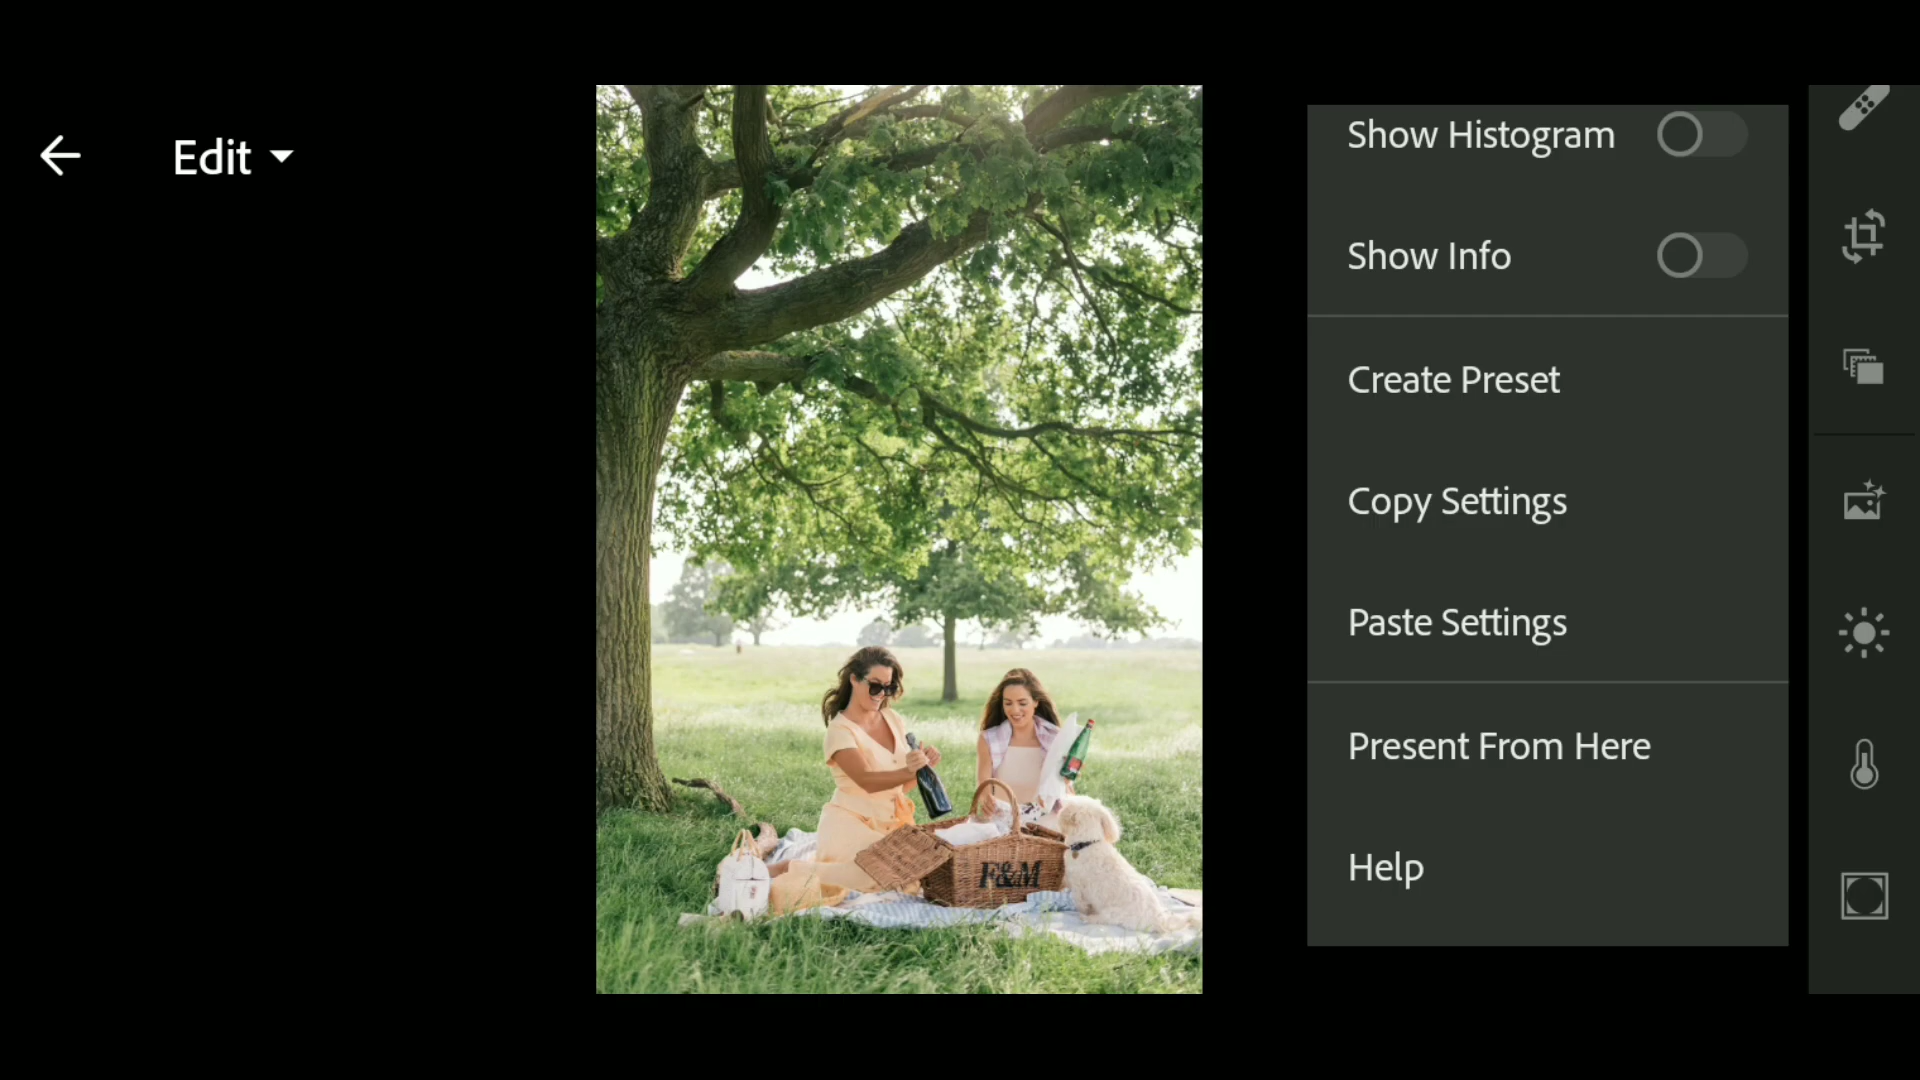 Edit
Show Histogram
Show Info
Create Preset
Copy Settings
Paste Settings
Present From Here
Help
F&M